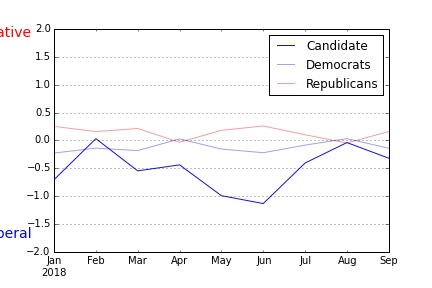 ative
Candidate
Democrats
Republicans
2.0
1.5
1.0
0.5
0.0
−0.5
−1.0
−1.5
−2.0
beral
Jan Feb Mar Apr May Jun Jul Aug Sep
2018